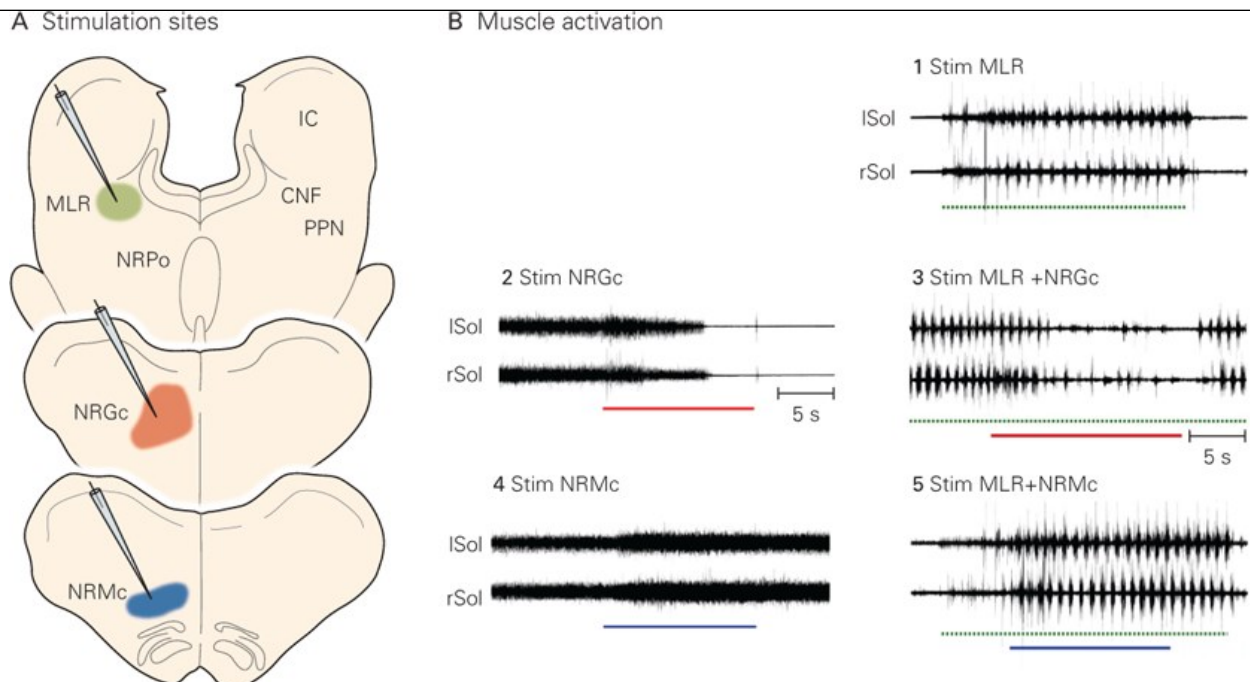 A Stimulation sites
IC
MLR
CNF
PPN
NRPo
NRGc
NRMc
B Muscle activation
1 Stim MLR
lSol
rSol
2 Stim NRGc
lSol
rSol
5 s
3 Stim MLR +NRGc
5 s
4 Stim NRMc
lSol
rSol
5 Stim MLR+NRMc